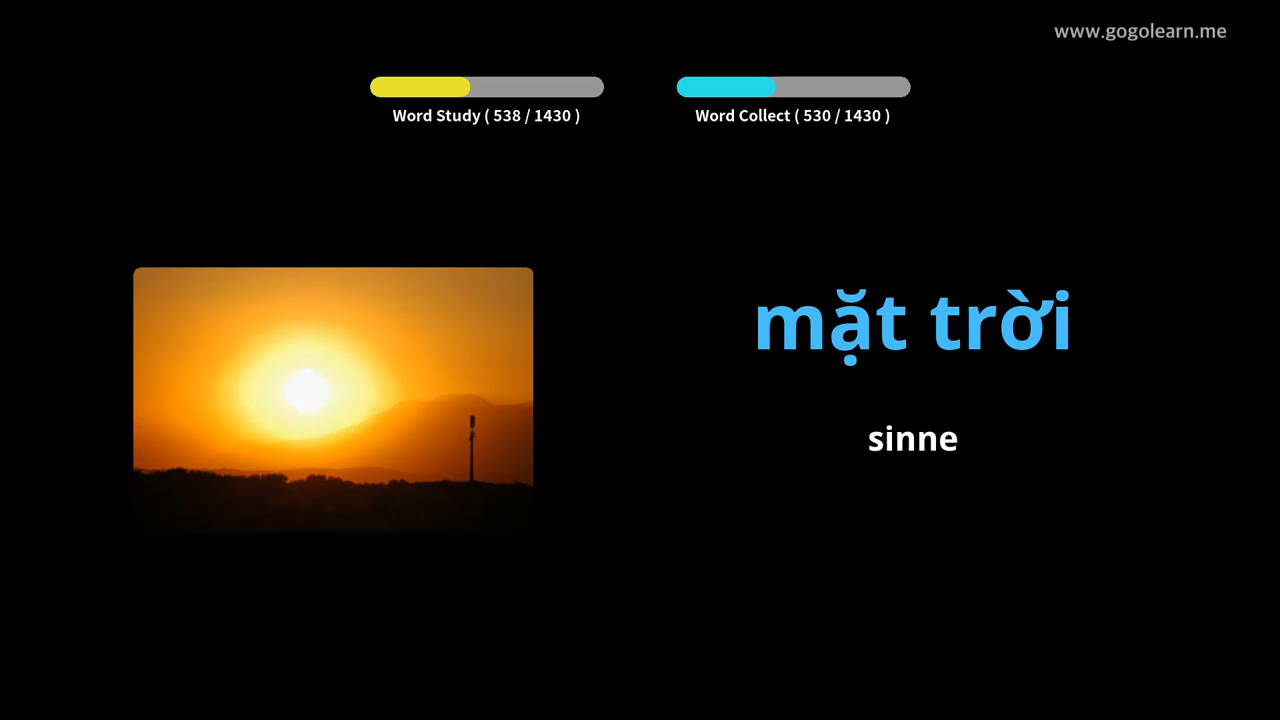 www.gogolearn.me
Word Study ( 538 / 1430 )
Word Collect ( 530 / 1430 )
mặt trời
sinne